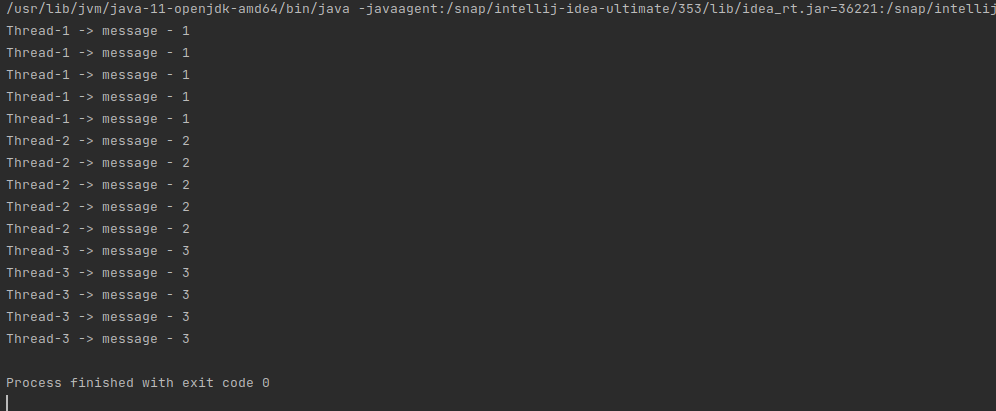 /usr/lib/jvm/java-11-openjdk-amd64/bin/java -javaagent:/snap/intellij-idea-ultimate/353/lib/idea_rt.jar=36221:/snap/intellij
Thread-1 -> message - 1
Thread-1 -> message - 1
Thread-1 -> message - 1
Thread-1 -> message - 1
Thread-1 -> message - 1
Thread-2 -> message - 2
Thread-2 -> message - 2
Thread-2 -> message - 2
Thread-2 -> message - 2
Thread-2 -> message - 2
Thread-3 -> message - 3
Thread-3 -> message - 3
Thread-3 -> message - 3
Thread-3 -> message - 3
Thread-3 -> message - 3
Process finished with exit code 0